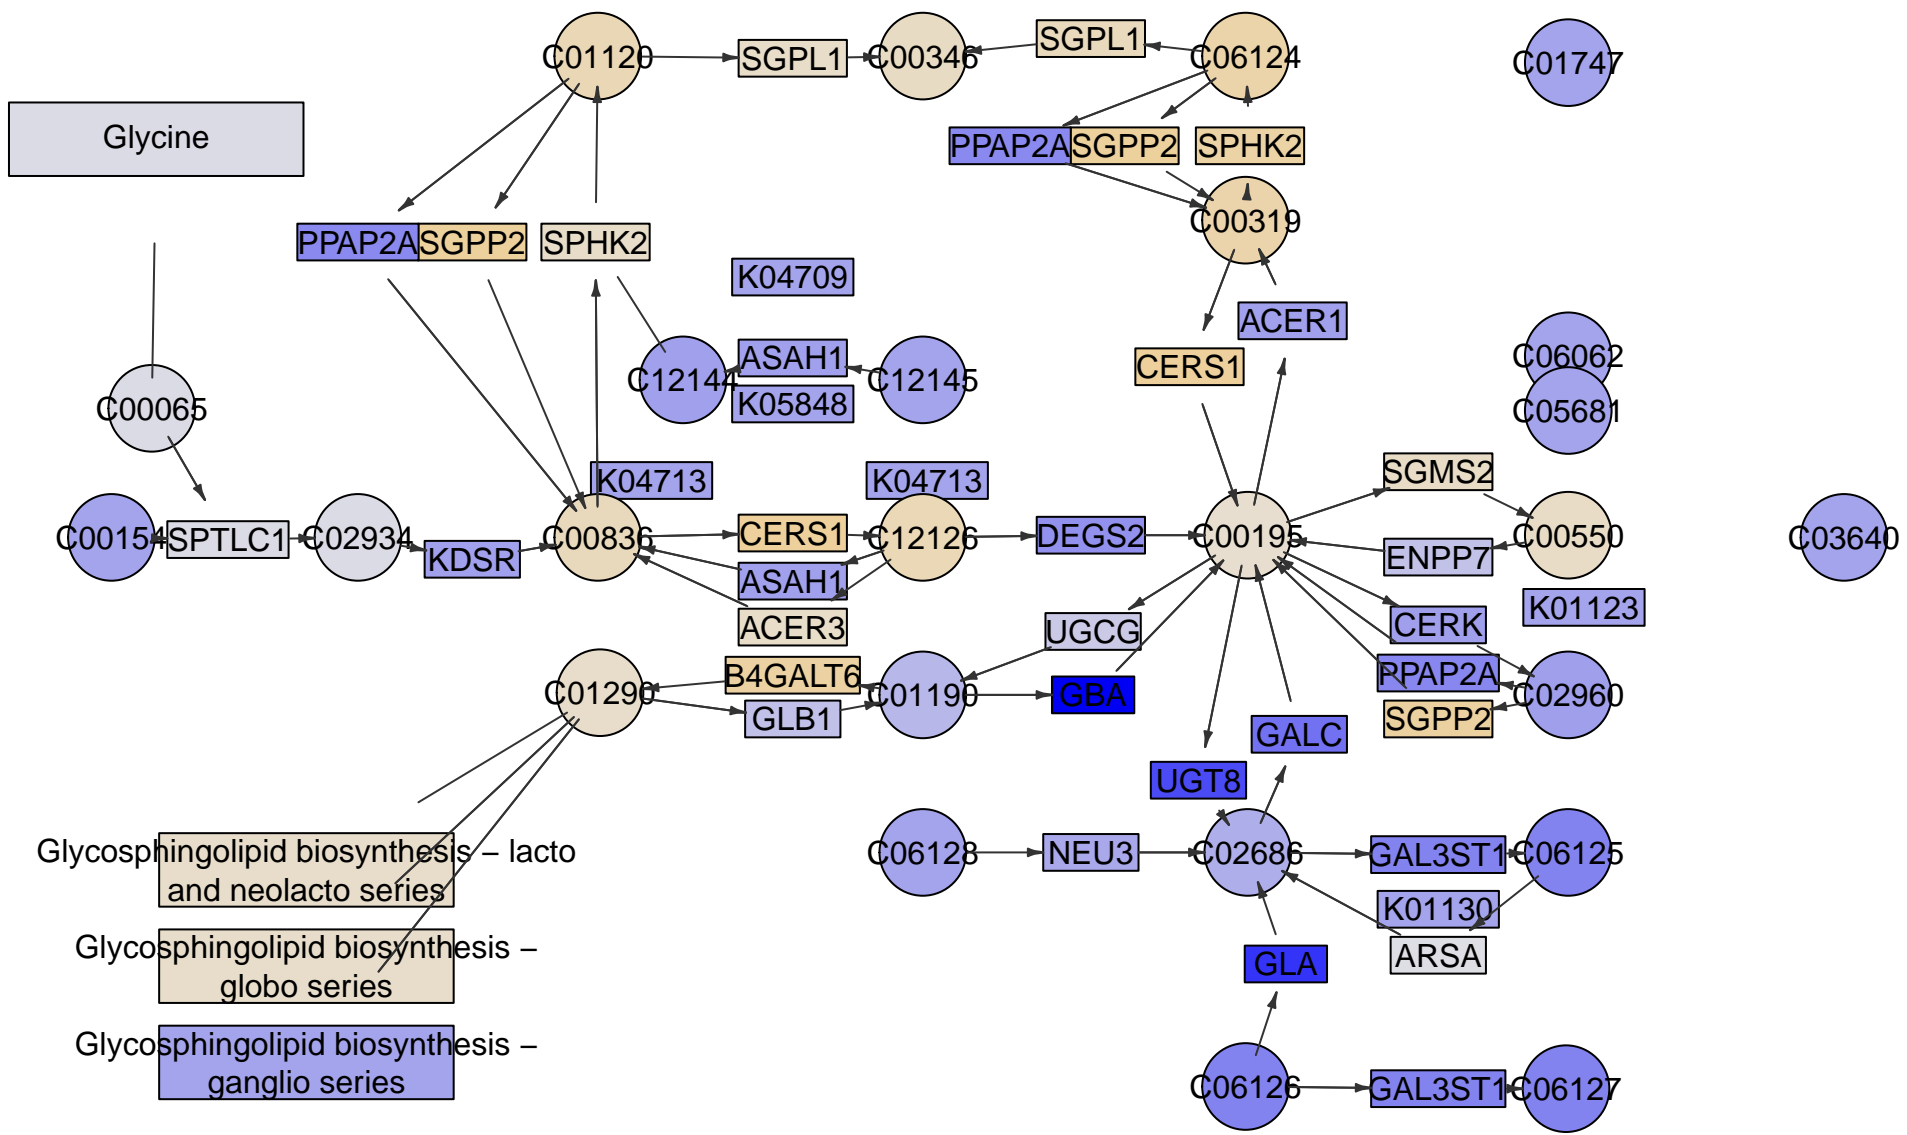 C01120
SGPL1
C00346
SGPL1
C06124
C01747
Glycine
PPAP2A
SGPP2
SPHK2
C00319
PPAP2A
SGPP2
SPHK2
K04709
ACER1
C12144
ASAH1
C12145
K05848
CERS1
C06062
C05681
C00065
K04713
K04713
SGMS2
C00154
SPTLC1
C02934
KDSR
C00836
CERS1
C12126
DEGS2
C00195
C00550
C03640
ENPP7
ASAH1
ACER3
UGCG
CERK
K01123
B4GALT6
C01290
GLB1
C01190
GBA
PPAP2A
C02960
SGPP2
GALC
UGT8
Glycosphingolipid biosynthesis – lacto
and neolacto series
C06128
NEU3
C02686
GAL3ST1
C06125
K01130
ARSA
Glycosphingolipid biosynthesis –
globo series
GLA
Glycosphingolipid biosynthesis –
ganglio series
C06126
GAL3ST1
C06127